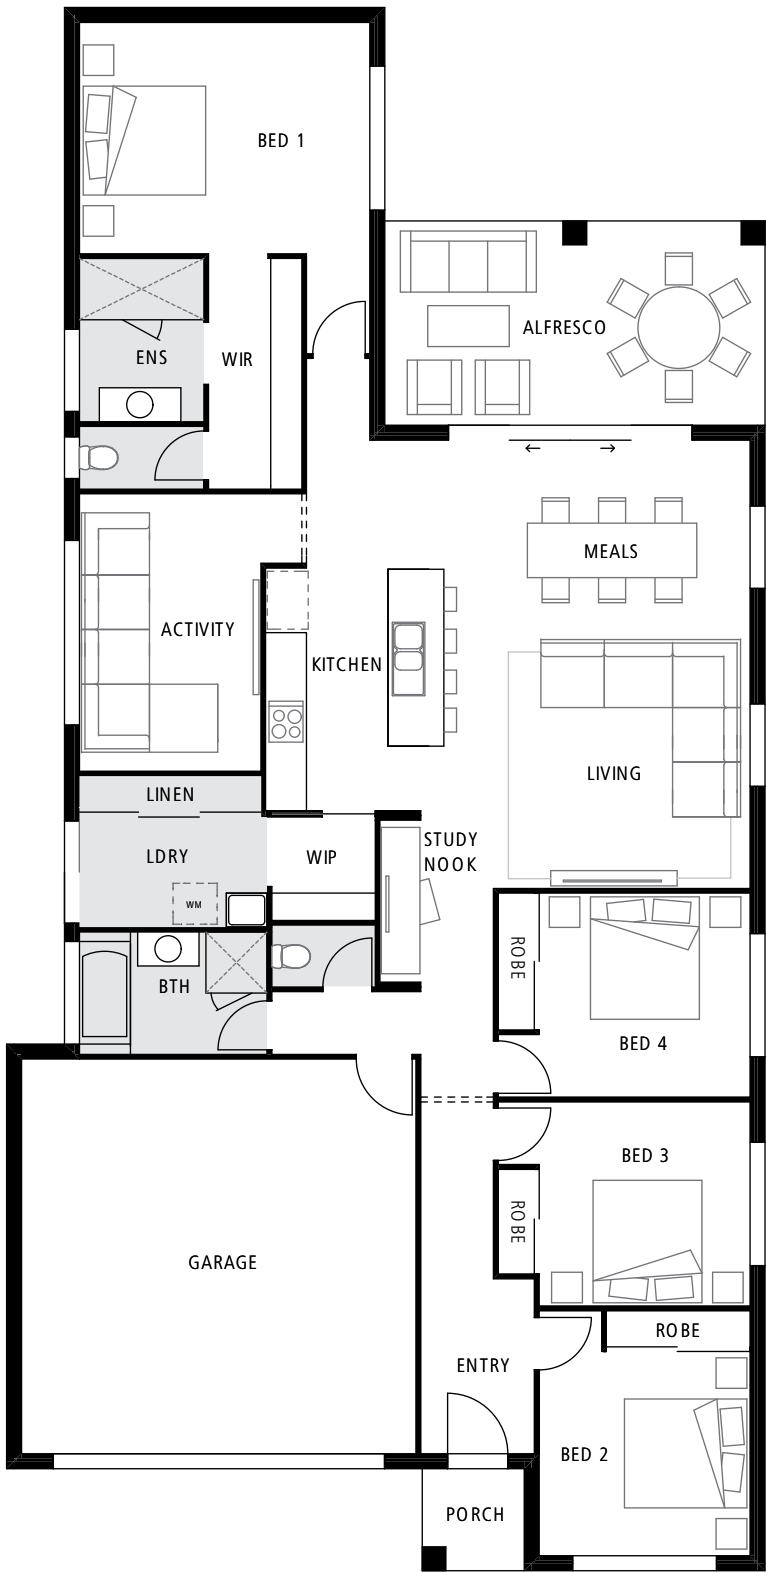 BED 1
ALFRESCO
ENS
WIR
MEALS
ACTIVITY
KITCHEN
LIVING
LINEN
LDRY
WIP
STUDY
NOOK
WM
ROBE
BTH
BED 4
BED 3
ROBE
GARAGE
ROBE
ENTRY
BED 2
PORCH